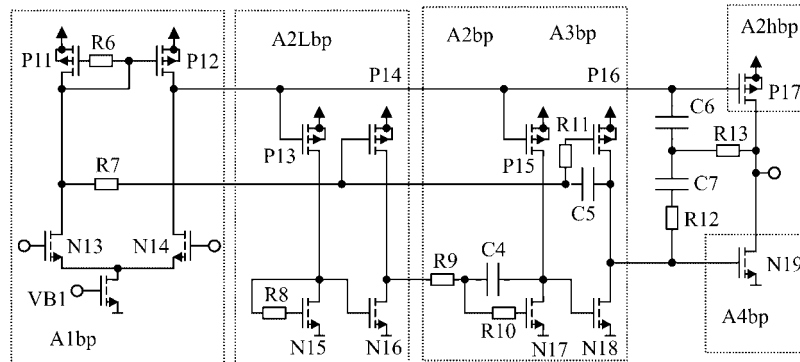 A2hbp
P11
R6
P12
A2Lbp
P14
A2bp
A3bp
P16
P17
C6
R11
R13
P13
P15
R7
C5
C7
R12
N13
N14
R9
C4
N19
VB1
R8
R10
A1bp
N15
N16
N17
N18
A4bp